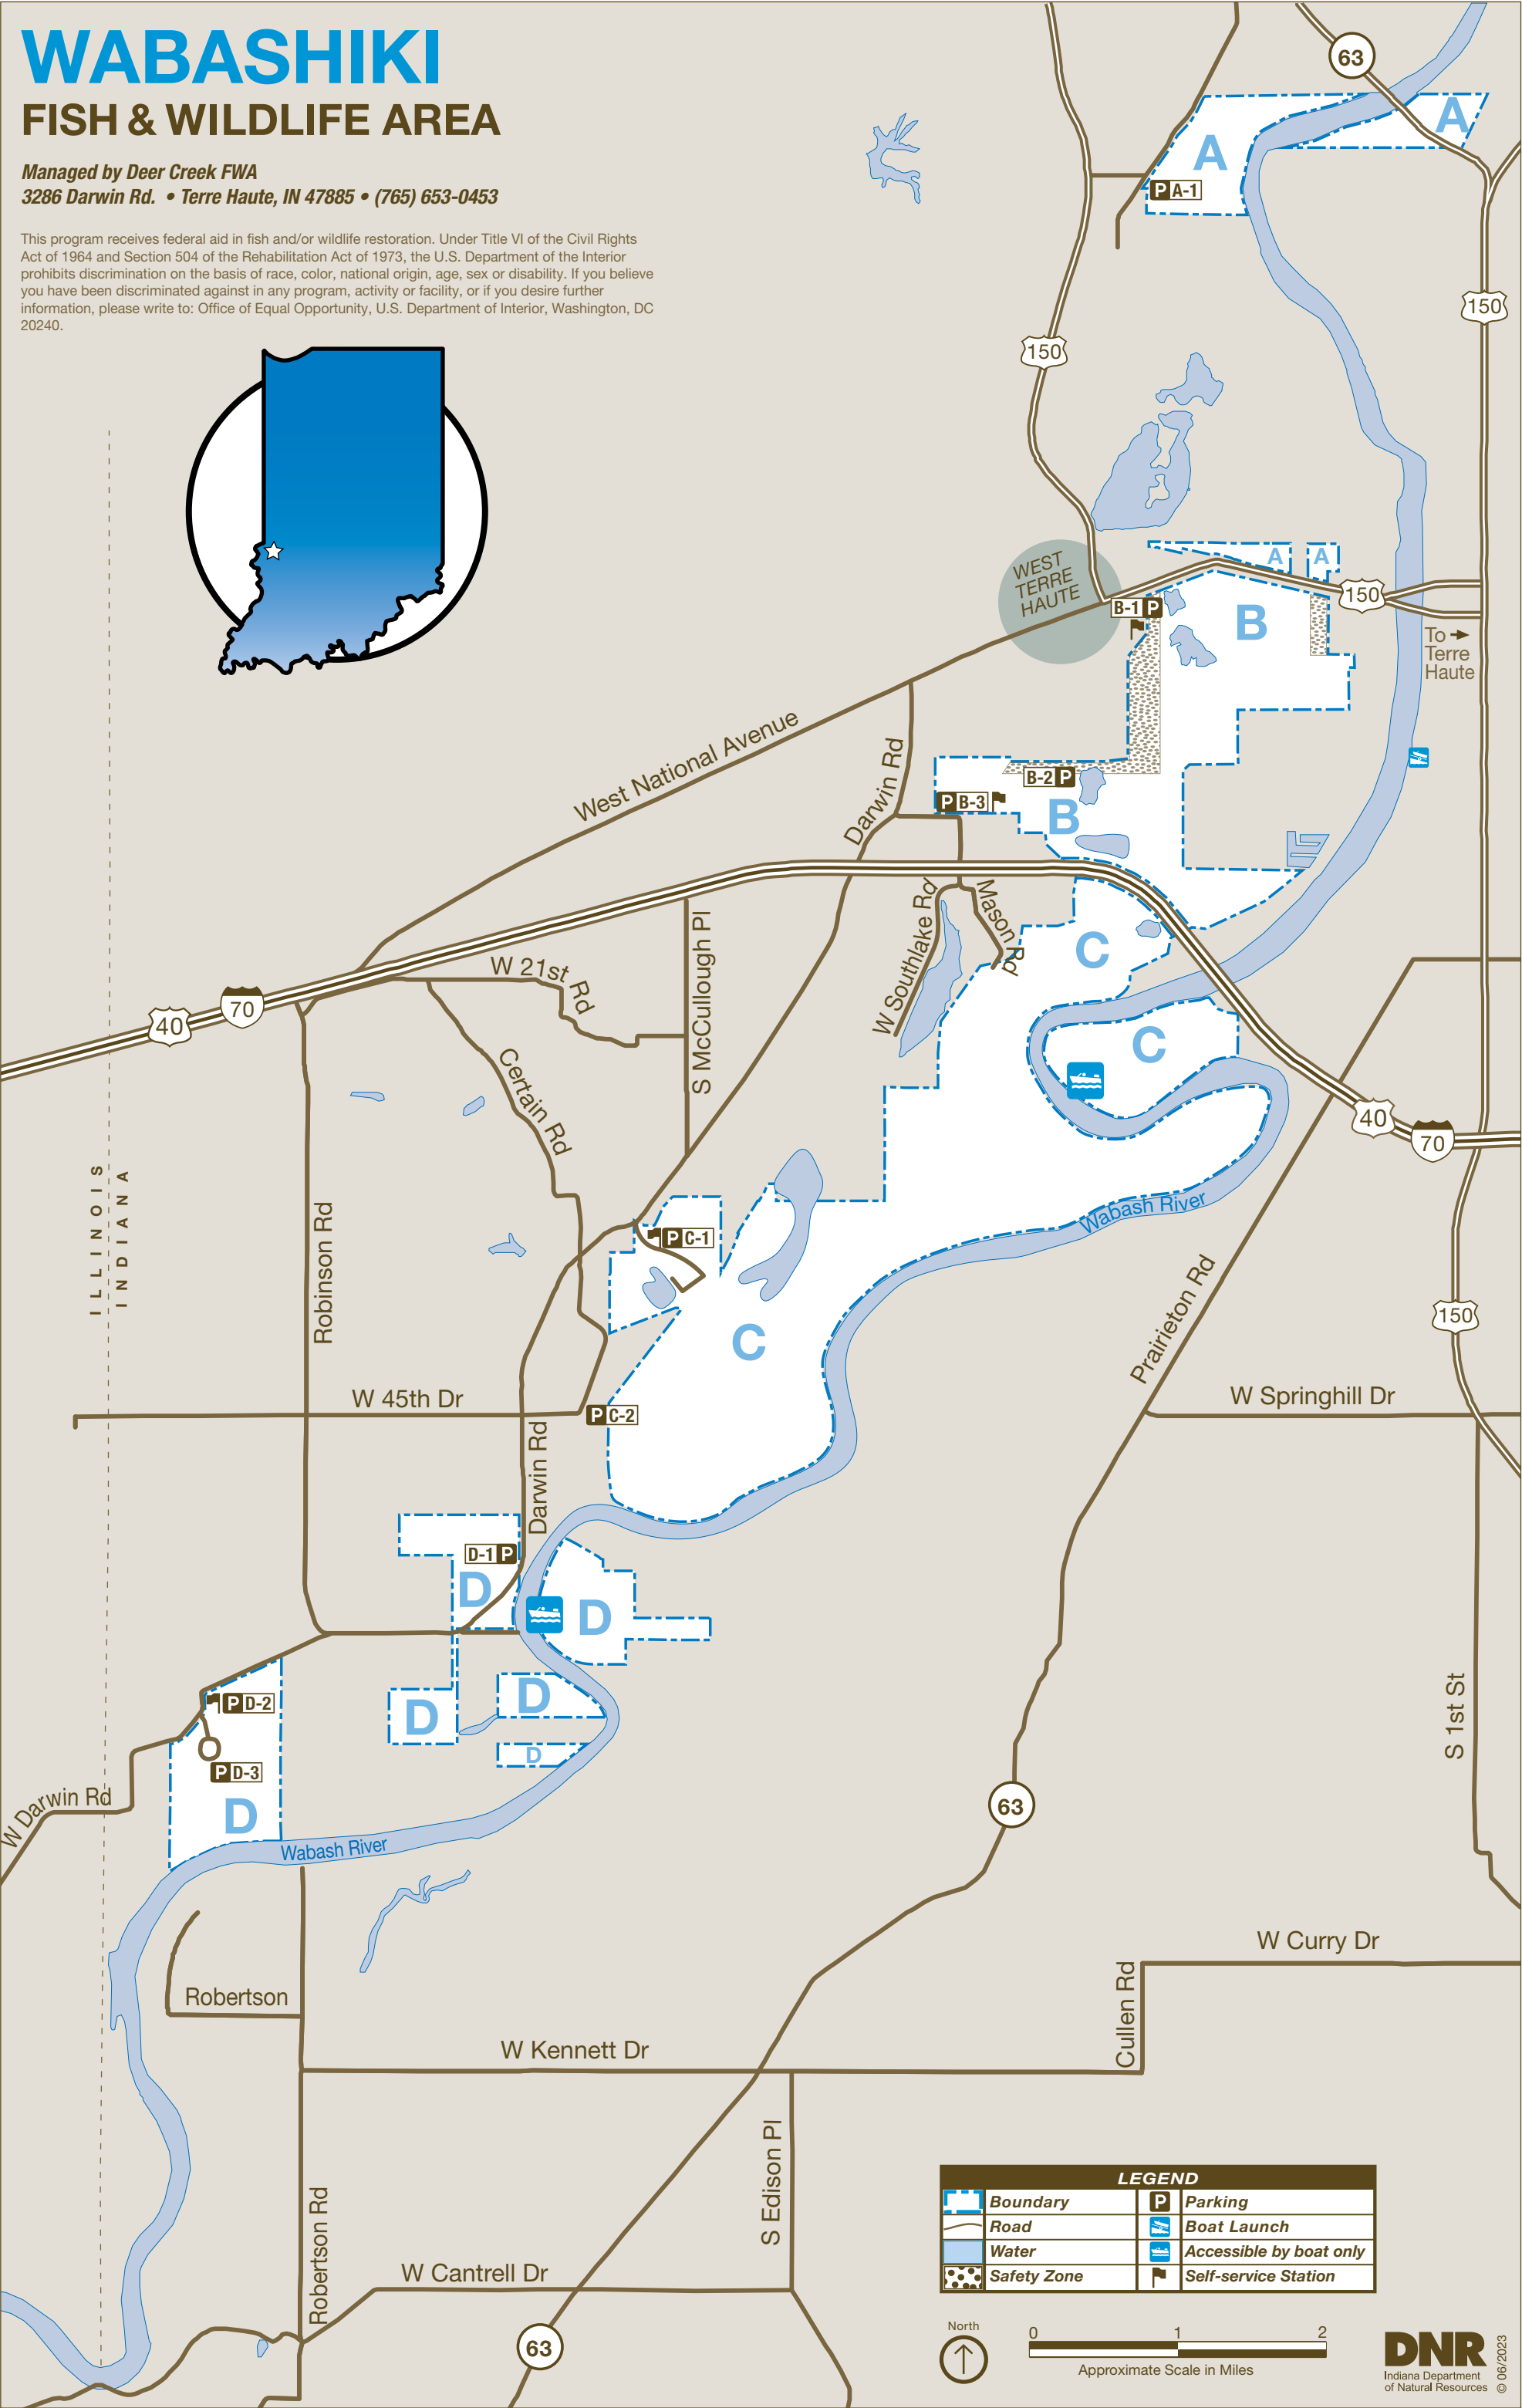 WABASHIKI
FISH & WILDLIFE AREA
Managed by Deer Creek FWA
3286 Darwin Rd. • Terre Haute, IN 47885 • (765) 653-0453
This program receives federal aid in fish and/or wildlife restoration. Under Title VI of the Civil Rights
Act of 1964 and Section 504 of the Rehabilitation Act of 1973, the U.S. Department of the Interior
prohibits discrimination on the basis of race, color, national origin, age, sex or disability. If you believe
you have been discriminated against in any program, activity or facility, or if you desire further
information, please write to: Office of Equal Opportunity, U.S. Department of Interior, Washington, DC
20240.
63
A
A
P A-1
150
150
WEST
TERRE
HAUTE
A
A
150
B-1 P
B
To
Terre
Haute
West National Avenue
Darwin Rd
B-2 P
P B-3
B
W Southlake Rd
Mason Rd
C
W 21st Rd
S McCullough Pl
70
40
C
Certain Rd
40
70
ILLINOIS
INDIANA
Robinson Rd
Wabash River
P C-1
Prairieton Rd
150
C
W 45th Dr
P C-2
W Springhill Dr
Darwin Rd
D-1 P
D
D
D
D
D
P D-2
P D-3
D
W Darwin Rd
S 1st St
63
Wabash River
W Curry Dr
Cullen Rd
Robertson
W Kennett Dr
S Edison Pl
Robertson Rd
W Cantrell Dr
63
LEGEND
Boundary
P Parking
Road
Boat Launch
Water
Accessible by boat only
Safety Zone
Self-service Station
North
0 1 2
Approximate Scale in Miles
DNR
Indiana Department
of Natural Resources
© 06/2023